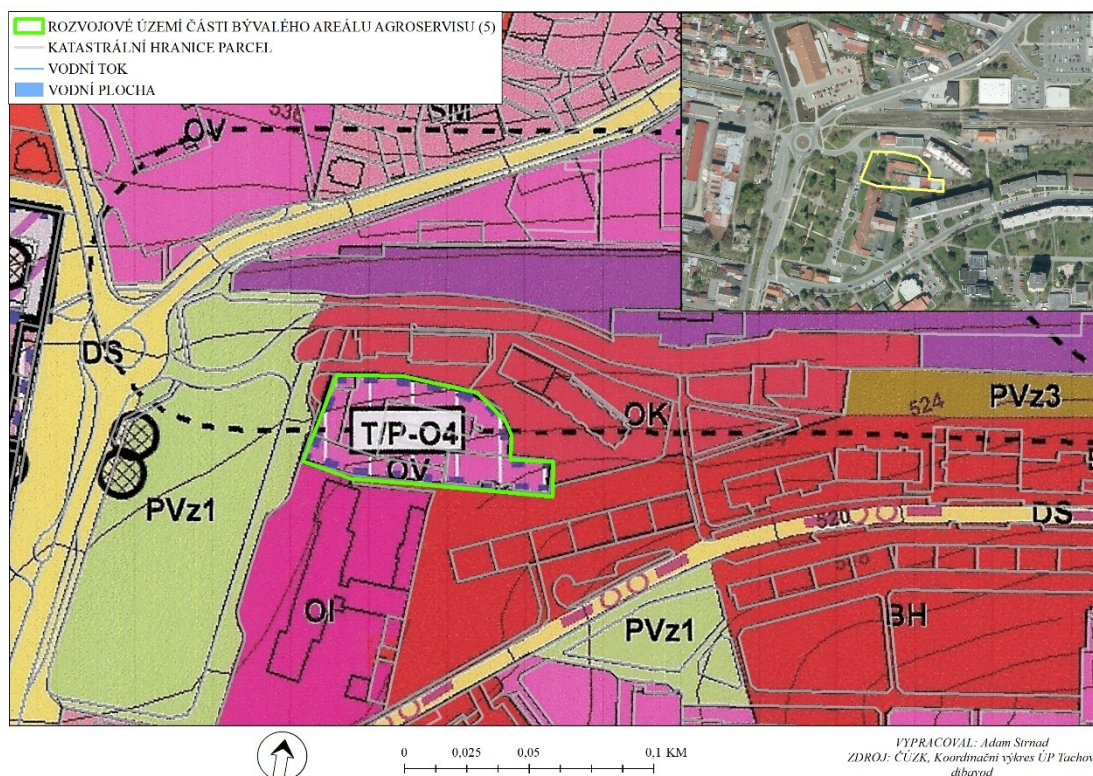 ROZVOJOVÉ ÚZEMÍ ČÁSTI BÝVALÉHO AREÁLU AGROSERVISU (5)
KATASTRÁLNÍ HRANICE PARCEL
VODNÍ TOK
VODNÍ PLOCHA
OV
538
SM
DS
T/P-O4
OV
OK
PVz1
524
PVz3
520
DS
OI
PVz1
BH
0 0,025 0,05 0,1 KM
VYPRACOVAL: Adam Strnad
ZDROJ: ČÚZK, Koordinační výkres ÚP Tachov
dibavod